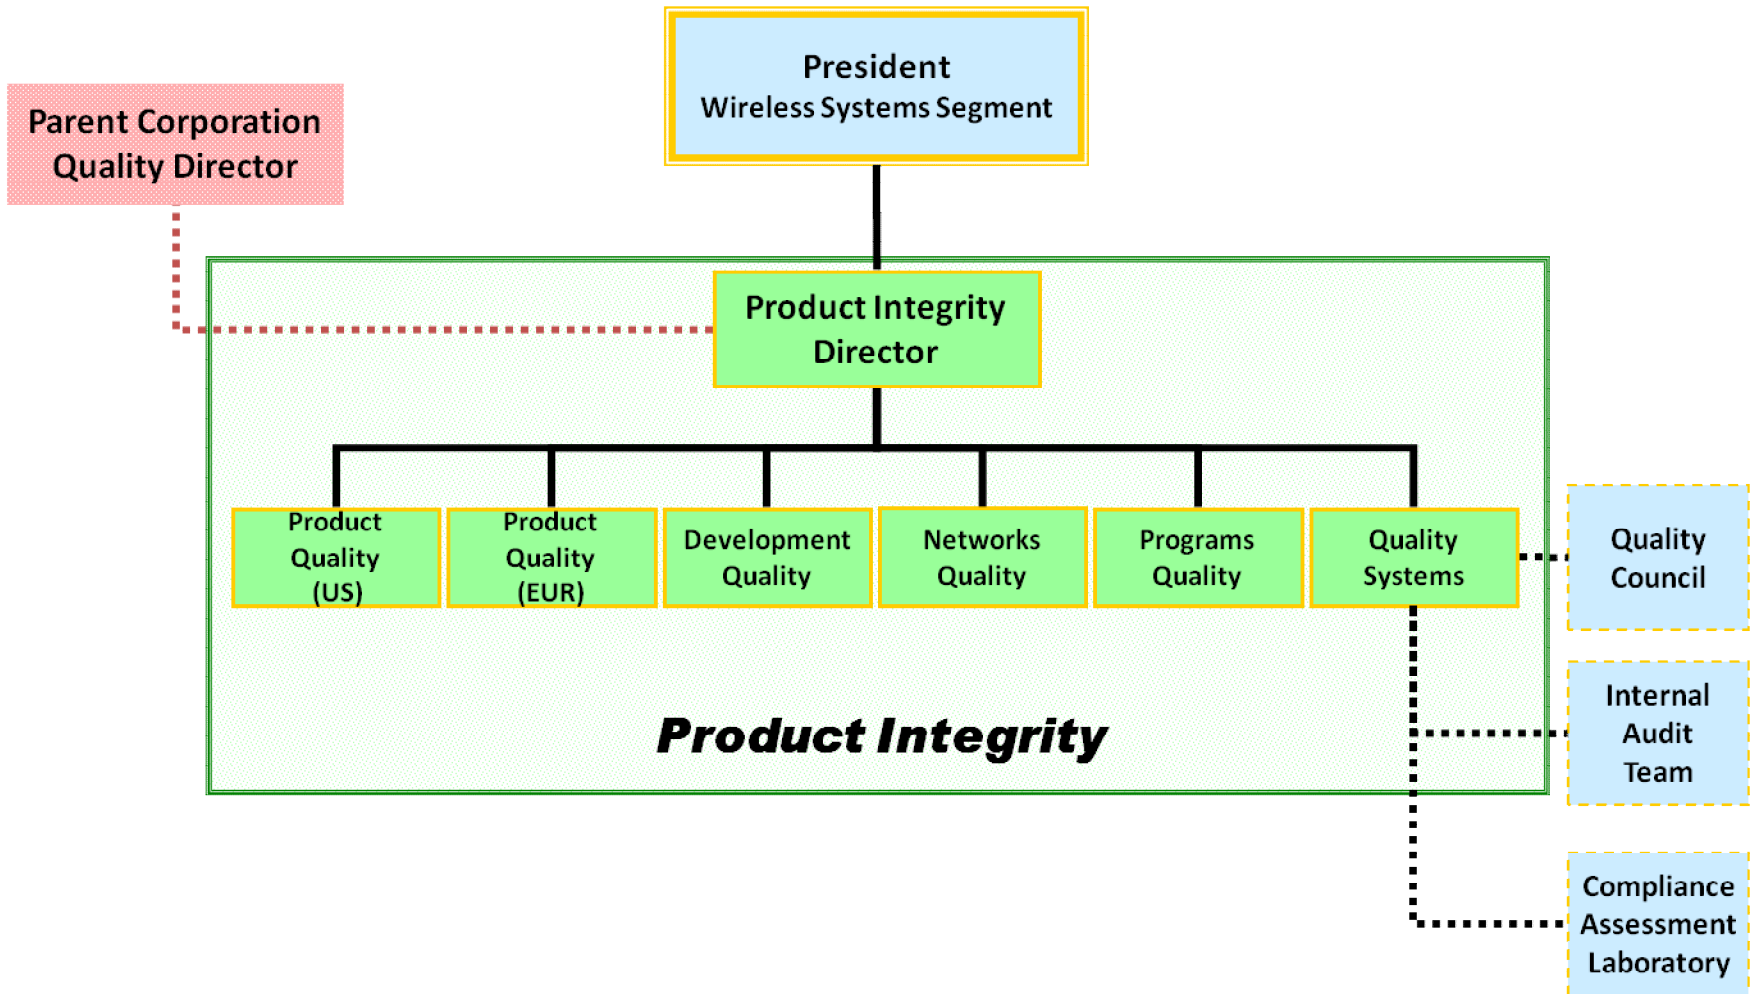 President
Wireless Systems Segment
Parent Corporation
Quality Director
Product Integrity
Director
Product
Quality
(US)
Product
Quality
(EUR)
Development
Quality
Networks
Quality
Programs
Quality
Quality
Systems
Quality
Council
Internal
Audit
Team
Product Integrity
Compliance
Assessment
Laboratory